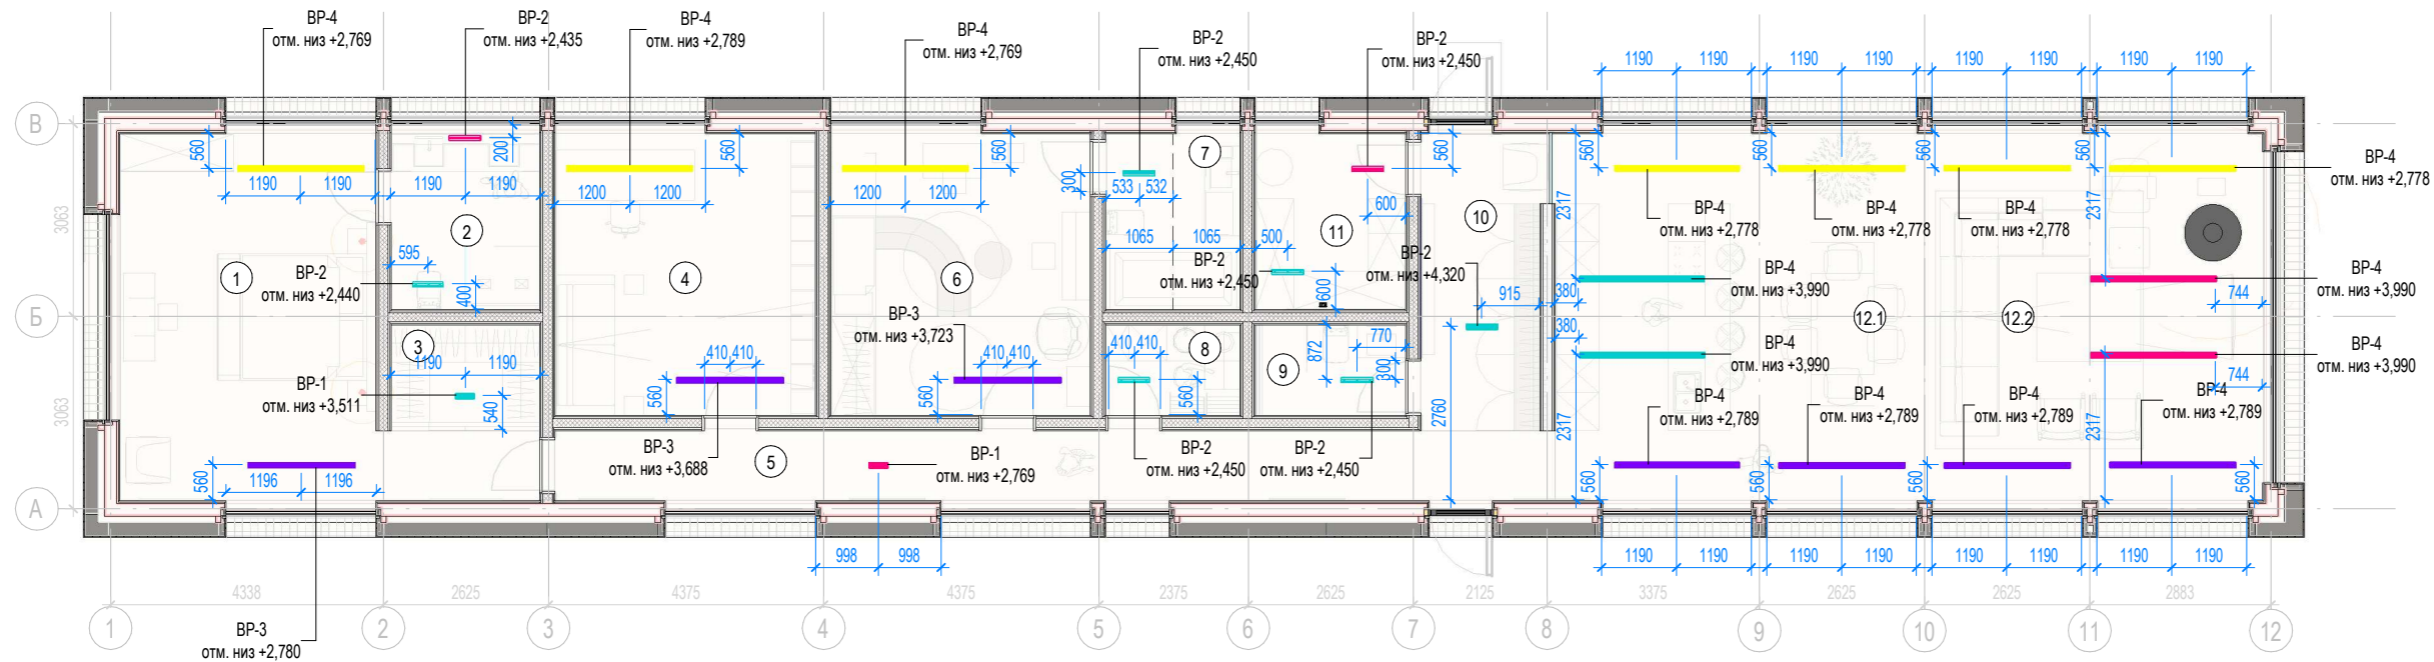 ВР-4
отм. низ +2,769
ВР-2
отм. низ +2,435
ВР-4
отм. низ +2,789
ВР-4
отм. низ +2,769
ВР-2
отм. низ +2,450
ВР-2
отм. низ +2,450
1190 1190 1190 1190 1190 1190 1190 1190
В
560 200 560 560 300 560 560 560 560 560
1190 1190 1190 1190 1200 1200 1200 1200 533 532 600
7
ВР-4
отм. низ +2,778
ВР-4
отм. низ +2,778
ВР-4
отм. низ +2,778
ВР-4
отм. низ +2,778
3063
2317 2317
2
10
11
595 1065 1065 500
1
ВР-2
отм. низ +2,440
400
4
6
ВР-2
отм. низ +2,450
600
ВР-2
отм. низ +4,320
915
380
ВР-4
отм. низ +3,990
ВР-4
отм. низ +3,990
744
Б
12.1
12.2
ВР-3
отм. низ +3,723
3
1190 1190
410 410 410 410 410 410
8
872 770 300
9
380
ВР-4
отм. низ +3,990
ВР-4
отм. низ +3,990
744
ВР-1
отм. низ +3,511
540
560 560 560
2760
3063
2317 2317
ВР-4
отм. низ +2,789
ВР-4
отм. низ +2,789
ВР-4
отм. низ +2,789
ВР-4
отм. низ +2,789
ВР-3
отм. низ +3,688
5
ВР-1
отм. низ +2,769
ВР-2
отм. низ +2,450
ВР-2
отм. низ +2,450
560
1196 1196
560 560 560 560 560
А
998 998
1190 1190 1190 1190 1190 1190 1190 1190
4338 2625 4375 4375 2375 2625 2125 3375 2625 2625 2883
1 2 3 4 5 6 7 8 9 10 11 12
ВР-3
отм. низ +2,780